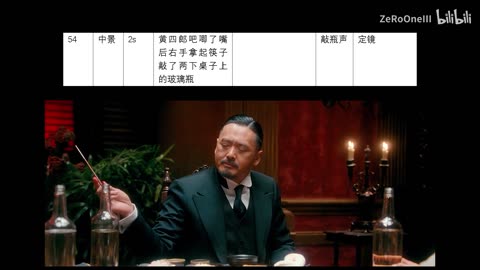 ZeRoOneIII bilibili
54 中景 2s 黄四郎吧唧了嘴 敲瓶声 定镜
后右手拿起筷子
敲了两下桌子上
的玻璃瓶